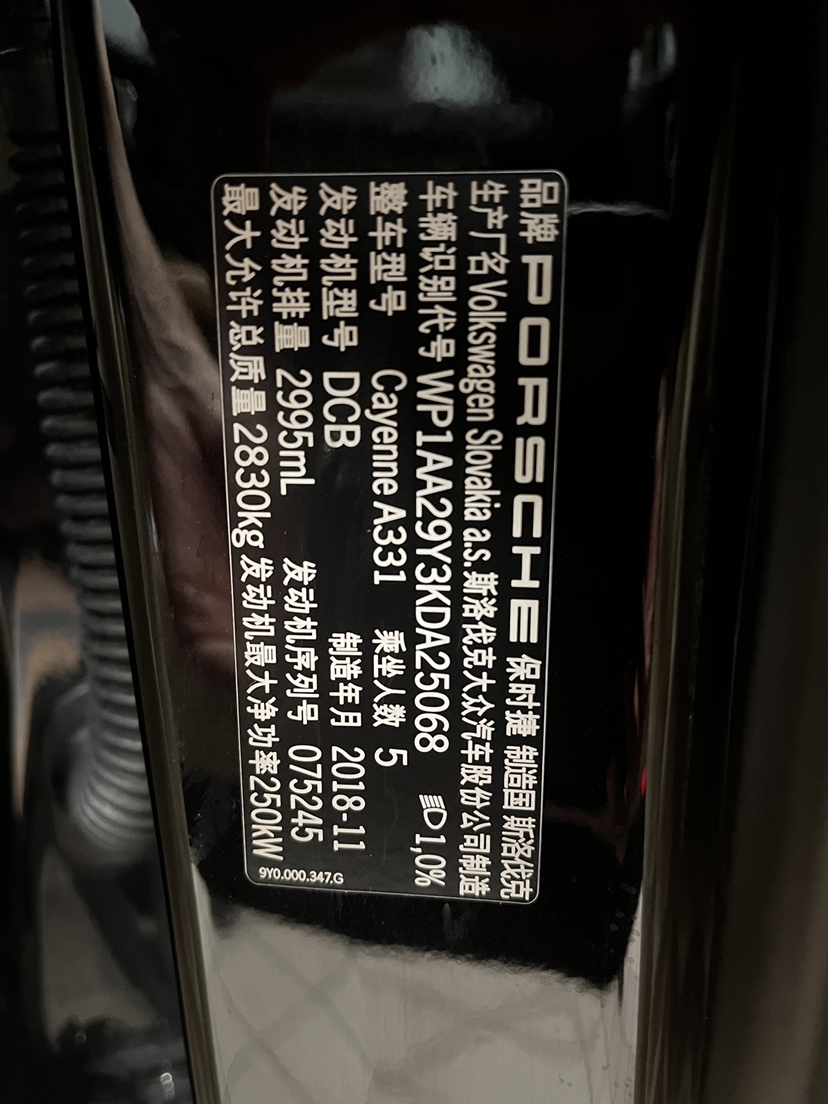 品牌 PORSCHE 保时捷 制造国 斯洛伐克
生产厂名 Volkswagen Slovakia a.s. 斯洛伐克大众汽车股份公司制造
车辆识别代号 WP1AA29Y3KDA25068 1,0%
整车型号 Cayenne A331 乘坐人数 5
发动机型号 DCB 制造年月 2018-11
发动机排量 2995mL 发动机序列号 075245
最大允许总质量 2830kg 发动机最大净功率250kW
9Y0.000.347.G